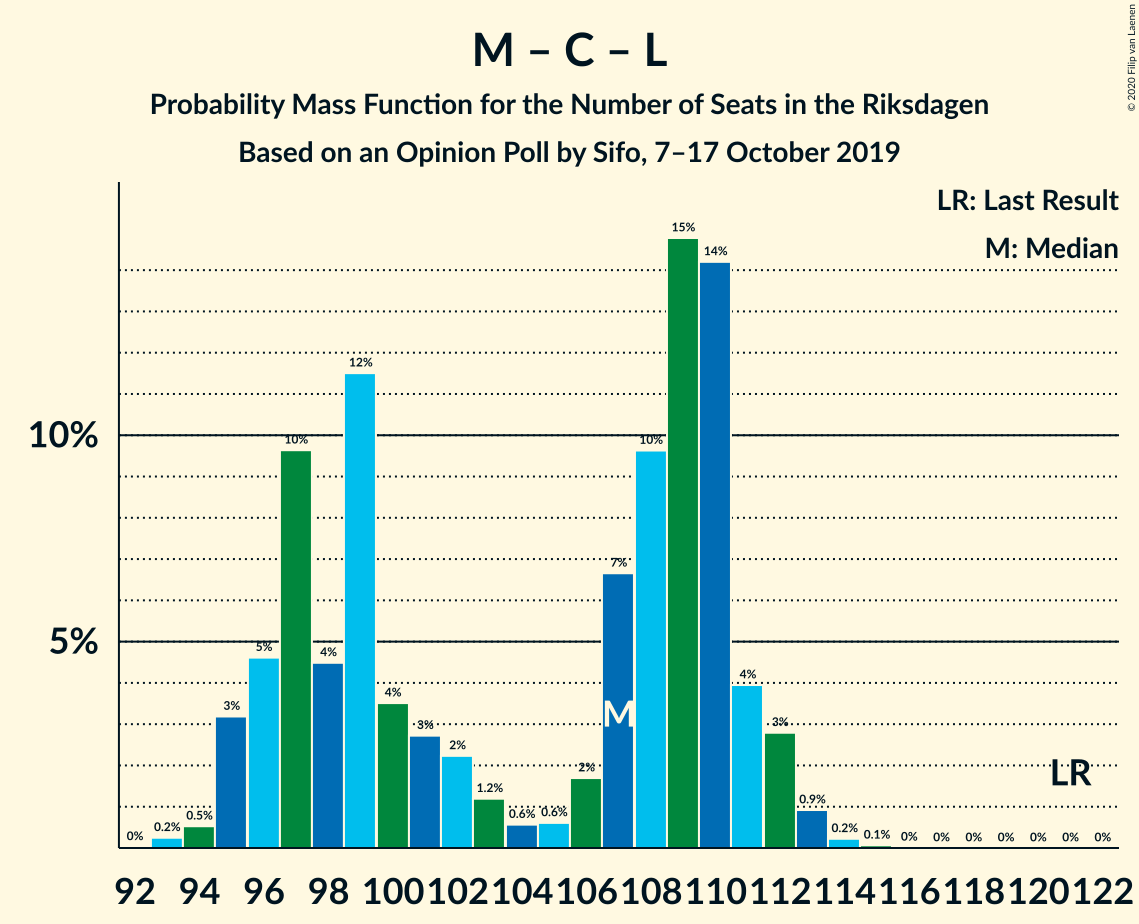 © 2020 Filip van Laenen
M – C – L
Probability Mass Function for the Number of Seats in the Riksdagen
Based on an Opinion Poll by Sifo, 7–17 October 2019
LR: Last Result
M: Median
10%
5%
0% 0.2% 0.5% 3% 5% 10% 4% 12% 4% 3% 2% 1.2% 0.6% 0.6% 2% 7% 10% 15% 14% 4% 3% 0.9% 0.2% 0.1% 0% 0% 0% 0% 0% 0% 0%
M
LR
92 94 96 98 100 102 104 106 108 110 112 114 116 118 120 122